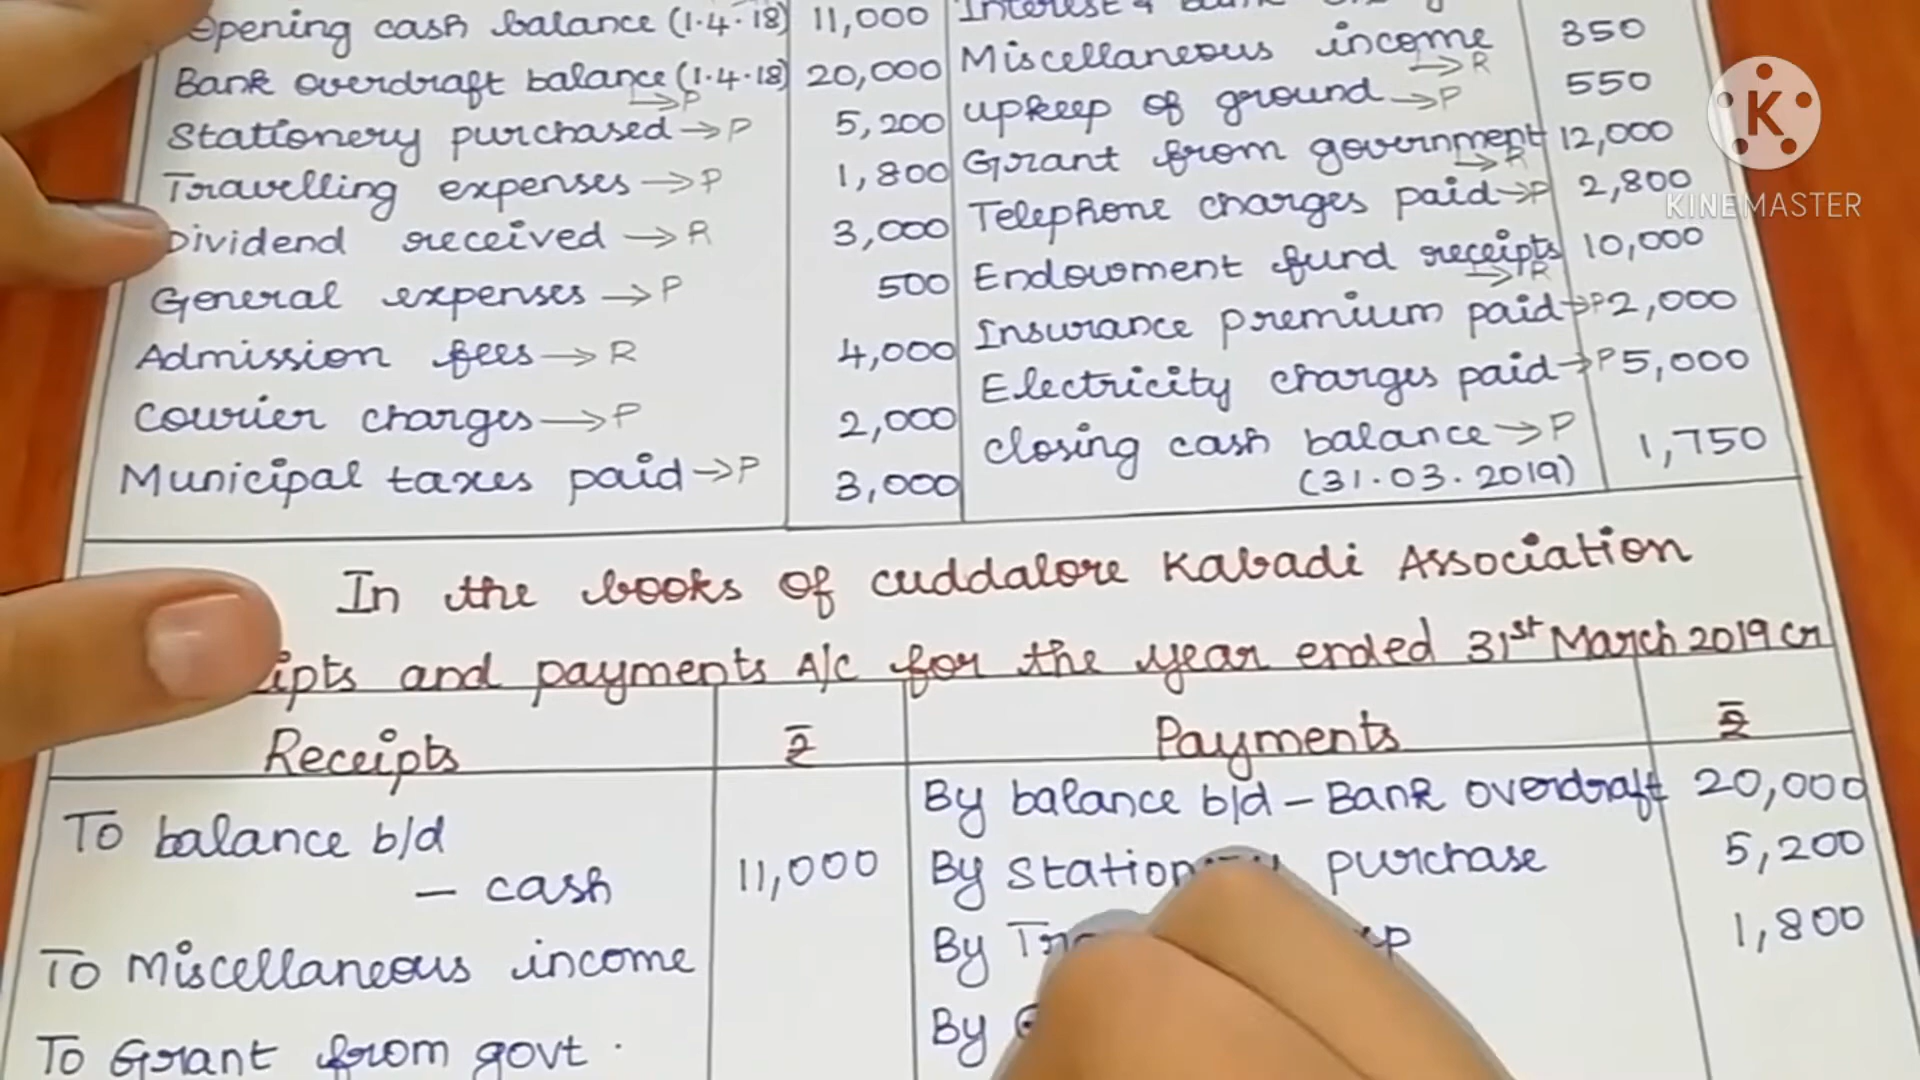 Opening cash balance (1.4.18) 11,000
Bank overdraft balance (1.4.18) 20,000
→P
Stationery purchased →P 5,200
Travelling expenses →P 1,800
Dividend received →R 3,000
General expenses →P 500
Admission fees →R 4,000
Courier charges →P 2,000
Municipal taxes paid →P 3,000
Interest
Miscellaneous income 350
→R
upkeep of ground →P 550
Grant from government 12,000
→R
Telephone charges paid →P 2,800
Endowment fund receipts 10,000
→R
Insurance premium paid →P 2,000
Electricity charges paid →P 5,000
closing cash balance →P 1,750
(31.03.2019)
K
KINEMASTER
In the books of cuddalore Kabadi Association
ipts and payments A/c for the year ended 31st March 2019 Cr
Receipts ₹ Payments ₹
To balance b/d
- cash 11,000
To Miscellaneous income
To Grant from govt.
By balance b/d - Bank overdraft 20,000
By Stationery purchase 5,200
By 1,800
By